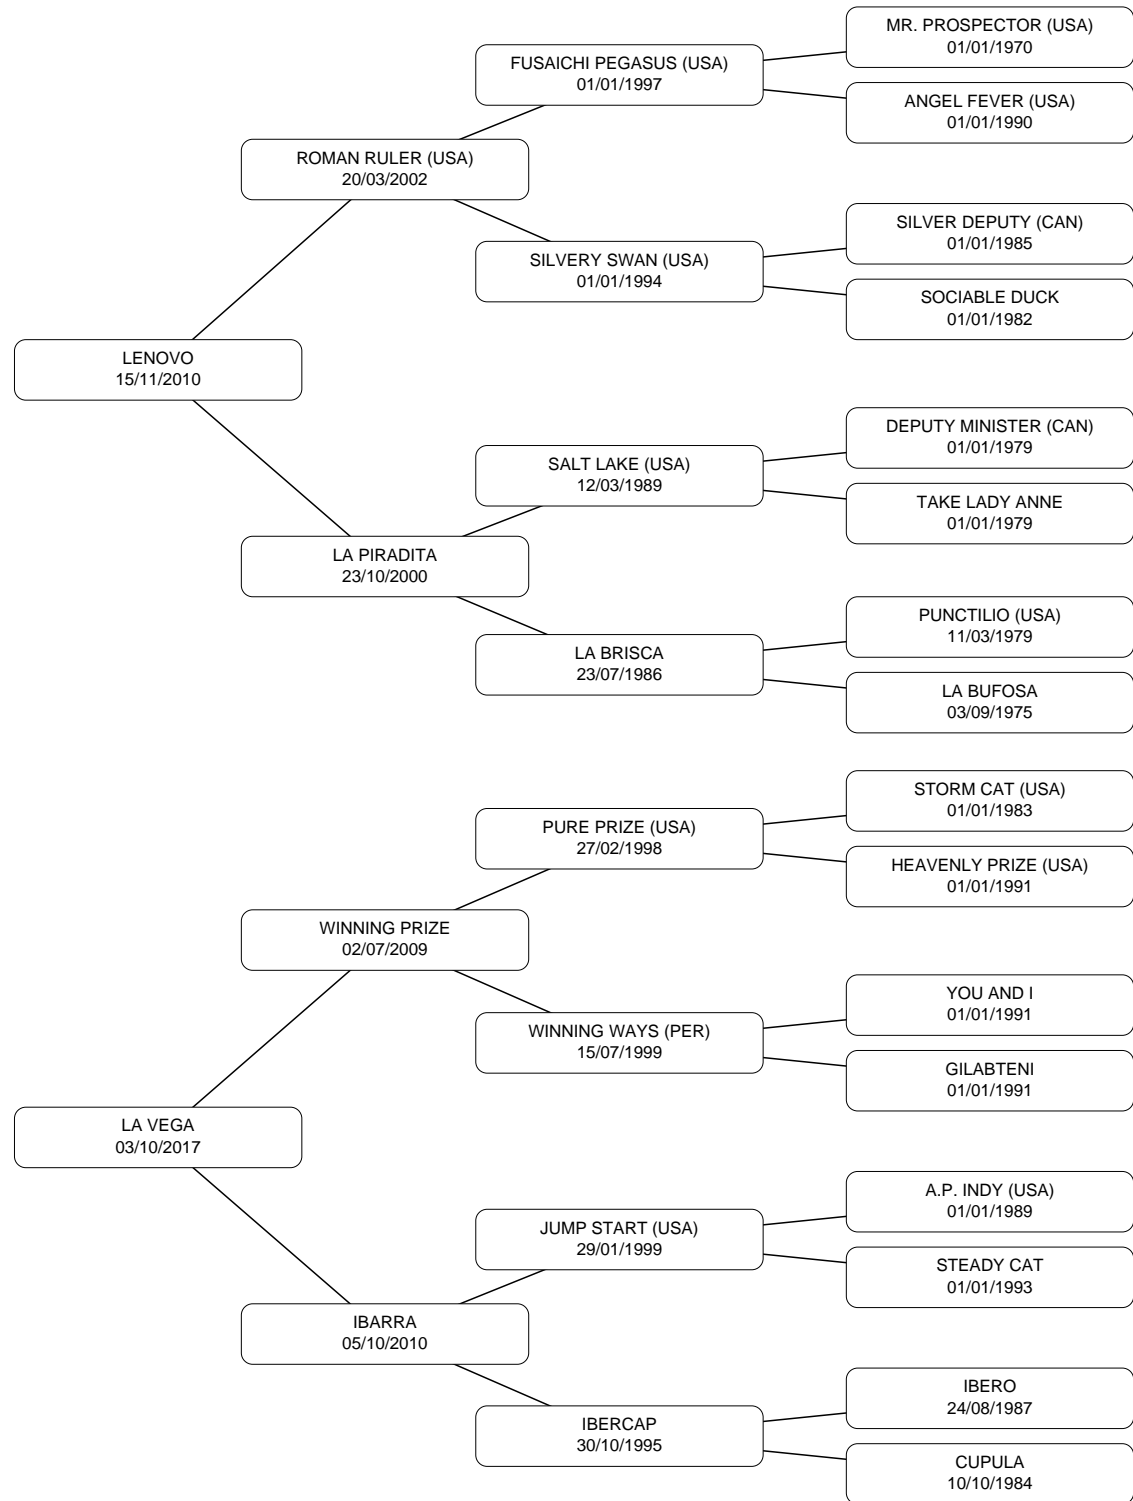 MR. PROSPECTOR (USA)
01/01/1970
FUSAICHI PEGASUS (USA)
01/01/1997
ANGEL FEVER (USA)
01/01/1990
ROMAN RULER (USA)
20/03/2002
SILVER DEPUTY (CAN)
01/01/1985
SILVERY SWAN (USA)
01/01/1994
SOCIABLE DUCK
01/01/1982
LENOVO
15/11/2010
DEPUTY MINISTER (CAN)
01/01/1979
SALT LAKE (USA)
12/03/1989
TAKE LADY ANNE
01/01/1979
LA PIRADITA
23/10/2000
PUNCTILIO (USA)
11/03/1979
LA BRISCA
23/07/1986
LA BUFOSA
03/09/1975
STORM CAT (USA)
01/01/1983
PURE PRIZE (USA)
27/02/1998
HEAVENLY PRIZE (USA)
01/01/1991
WINNING PRIZE
02/07/2009
YOU AND I
01/01/1991
WINNING WAYS (PER)
15/07/1999
GILABTENI
01/01/1991
LA VEGA
03/10/2017
A.P. INDY (USA)
01/01/1989
JUMP START (USA)
29/01/1999
STEADY CAT
01/01/1993
IBARRA
05/10/2010
IBERO
24/08/1987
IBERCAP
30/10/1995
CUPULA
10/10/1984